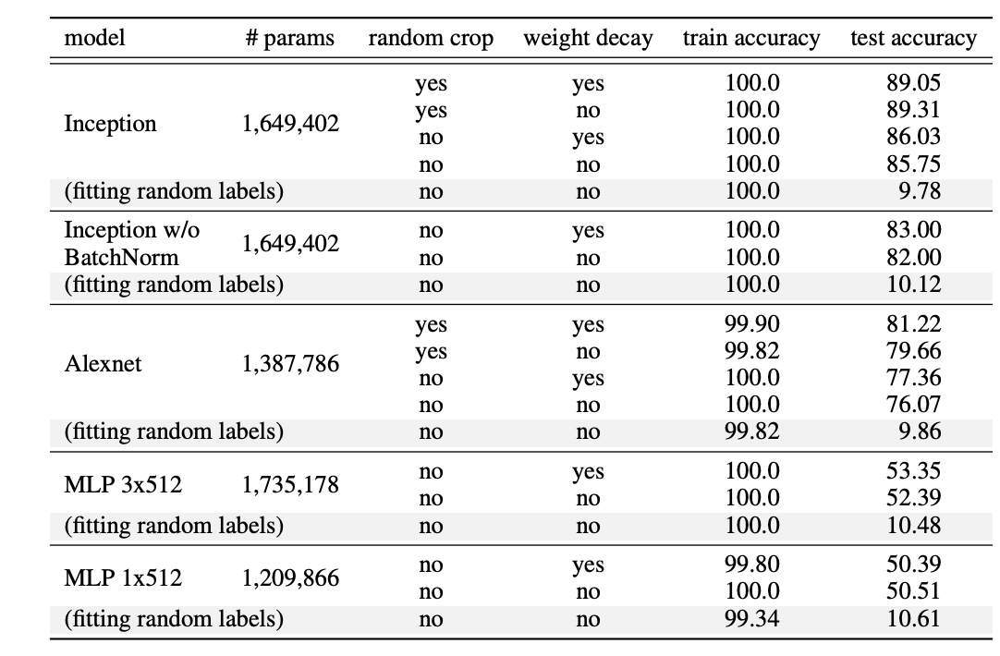 model # params random crop weight decay train accuracy test accuracy
yes yes 100.0 89.05
yes no 100.0 89.31
Inception 1,649,402
no yes 100.0 86.03
no no 100.0 85.75
(fitting random labels) no no 100.0 9.78
Inception w/o no yes 100.0 83.00
1,649,402
BatchNorm no no 100.0 82.00
(fitting random labels) no no 100.0 10.12
yes yes 99.90 81.22
yes no 99.82 79.66
Alexnet 1,387,786
no yes 100.0 77.36
no no 100.0 76.07
(fitting random labels) no no 99.82 9.86
no yes 100.0 53.35
MLP 3x512 1,735,178
no no 100.0 52.39
(fitting random labels) no no 100.0 10.48
no yes 99.80 50.39
MLP 1x512 1,209,866
no no 100.0 50.51
(fitting random labels) no no 99.34 10.61